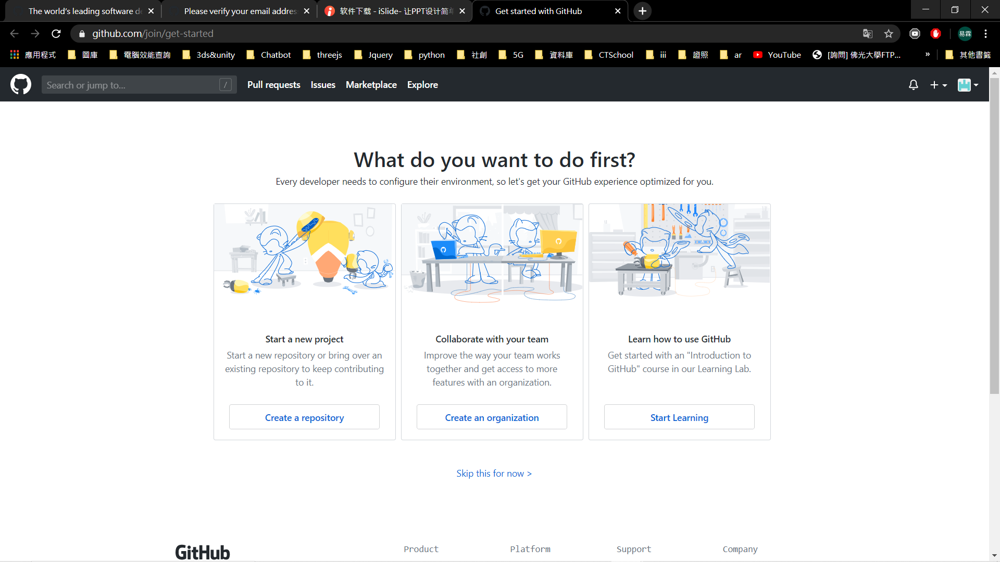 The world's leading software de
Please verify your email address
软件下载 - iSlide- 让PPT设计简单
Get started with GitHub
github.com/join/get-started
易霖
應用程式
圖庫
電腦效能查詢
3ds&unity
Chatbot
threejs
Jquery
python
社創
5G
資料庫
CTSchool
iii
證照
ar
YouTube
[詢問] 佛光大學FTP...
»
其他書籤
Search or jump to...
/
Pull requests
Issues
Marketplace
Explore
What do you want to do first?
Every developer needs to configure their environment, so let's get your GitHub experience optimized for you.
Start a new project
Start a new repository or bring over an
existing repository to keep contributing
to it.
Create a repository
Collaborate with your team
Improve the way your team works
together and get access to more
features with an organization.
Create an organization
Learn how to use GitHub
Get started with an "Introduction to
GitHub" course in our Learning Lab.
Start Learning
Skip this for now >
GitHub
Product
Platform
Support
Company